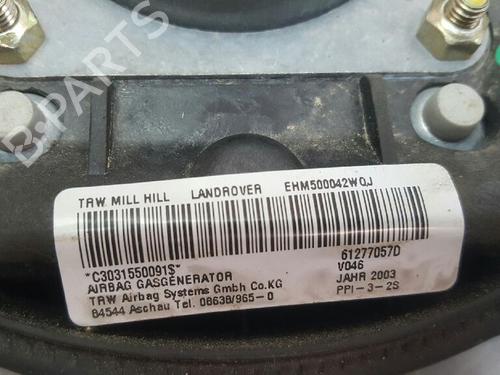 B-PARTS
TRW MILL HILL LANDROVER EHM500042WQJ
*C3031550091$* 61277057D
AIRBAG GASGENERATOR V046
TRW Airbag Systems Gmbh Co.KG JAHR 2003
84544 Aschau Tel. 08638/965-0 PPI-3-2S